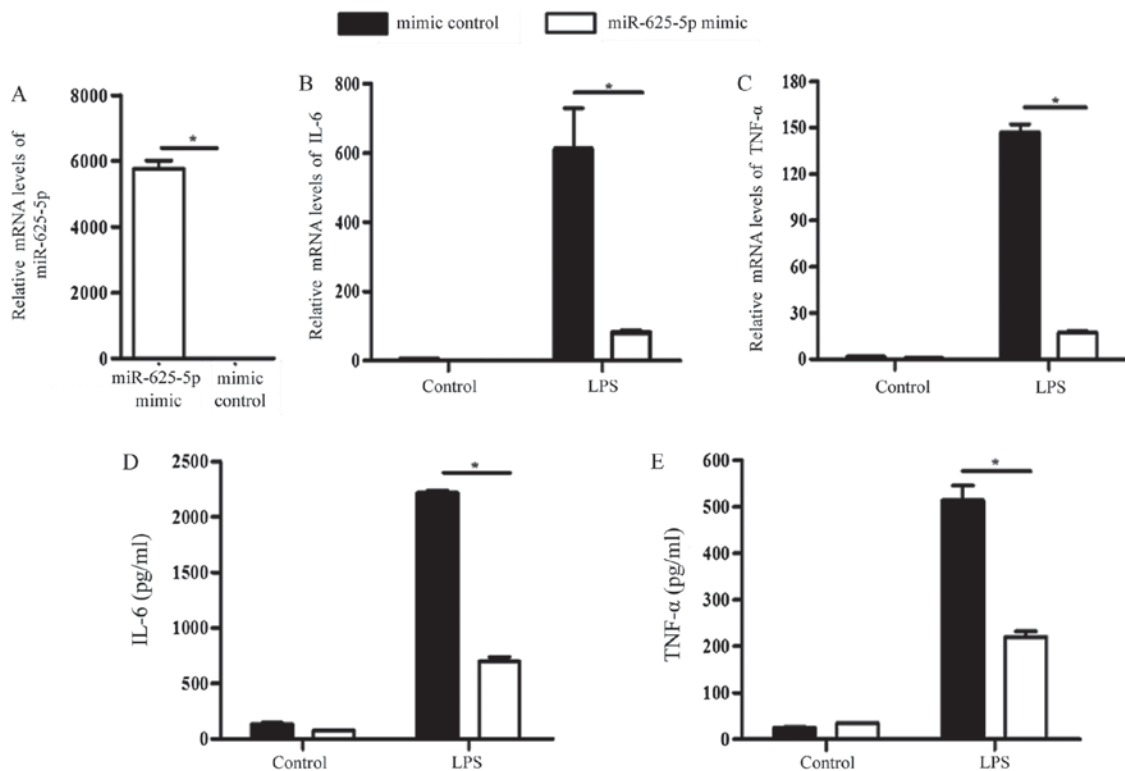 mimic control
miR-625-5p mimic
A
Relative mRNA levels of
miR-625-5p
8000
6000
4000
2000
0
*
miR-625-5p
mimic
mimic
control
B
Relative mRNA levels of IL-6
800
600
400
200
0
*
Control
LPS
C
Relative mRNA levels of TNF-α
180
150
120
90
60
30
0
*
Control
LPS
D
IL-6 (pg/ml)
2500
2000
1500
1000
500
0
*
Control
LPS
E
TNF-α (pg/ml)
600
500
400
300
200
100
0
*
Control
LPS